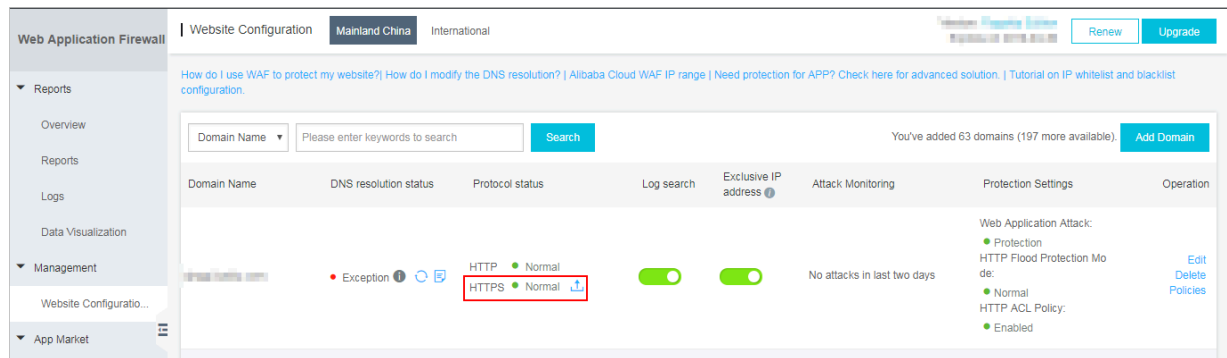 Web Application Firewall
Website Configuration Mainland China International
Renew Upgrade
How do I use WAF to protect my website?| How do I modify the DNS resolution? | Alibaba Cloud WAF IP range | Need protection for APP? Check here for advanced solution. | Tutorial on IP whitelist and blacklist
configuration.
Reports
Overview
Reports
Logs
Data Visualization
Management
Website Configuratio...
App Market
Domain Name Please enter keywords to search Search You've added 63 domains (197 more available). Add Domain
Domain Name DNS resolution status Protocol status Log search Exclusive IP address Attack Monitoring Protection Settings Operation
Exception
HTTP Normal
HTTPS Normal
No attacks in last two days
Web Application Attack:
Protection
HTTP Flood Protection Mo
de:
Normal
HTTP ACL Policy:
Enabled
Edit
Delete
Policies